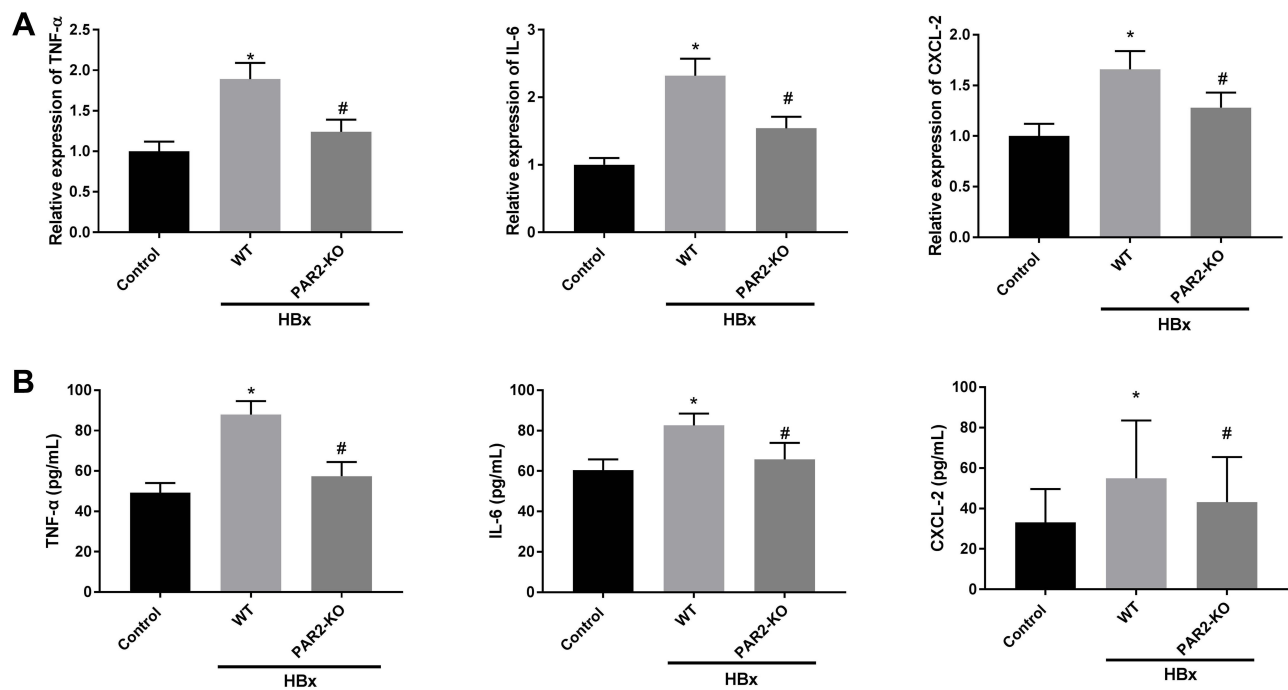 A
Relative expression of TNF-α
2.5
2.0
1.5
1.0
0.5
0.0
*
#
Control
WT
PAR2-KO
HBx
Relative expression of IL-6
3
2
1
0
*
#
Control
WT
PAR2-KO
HBx
Relative expression of CXCL-2
2.0
1.5
1.0
0.5
0.0
*
#
Control
WT
PAR2-KO
HBx
B
TNF-α (pg/mL)
100
80
60
40
20
0
*
#
Control
WT
PAR2-KO
HBx
IL-6 (pg/mL)
100
80
60
40
20
0
*
#
Control
WT
PAR2-KO
HBx
CXCL-2 (pg/mL)
100
80
60
40
20
0
*
#
Control
WT
PAR2-KO
HBx